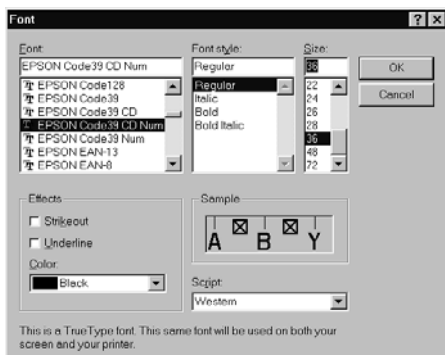 Font
Font:
EPSON Code39 CD Num
EPSON Code128
EPSON Code39
EPSON Code39 CD
EPSON Code39 CD Num
EPSON Code39 Num
EPSON EAN-13
EPSON EAN-8
Font style:
Regular
Regular
Italic
Bold
Bold Italic
Size:
36
22
24
26
28
36
48
72
OK
Cancel
Effects
Strikeout
Underline
Color:
Black
Sample
A B Y
Script:
Western
This is a TrueType font. This same font will be used on both your
screen and your printer.